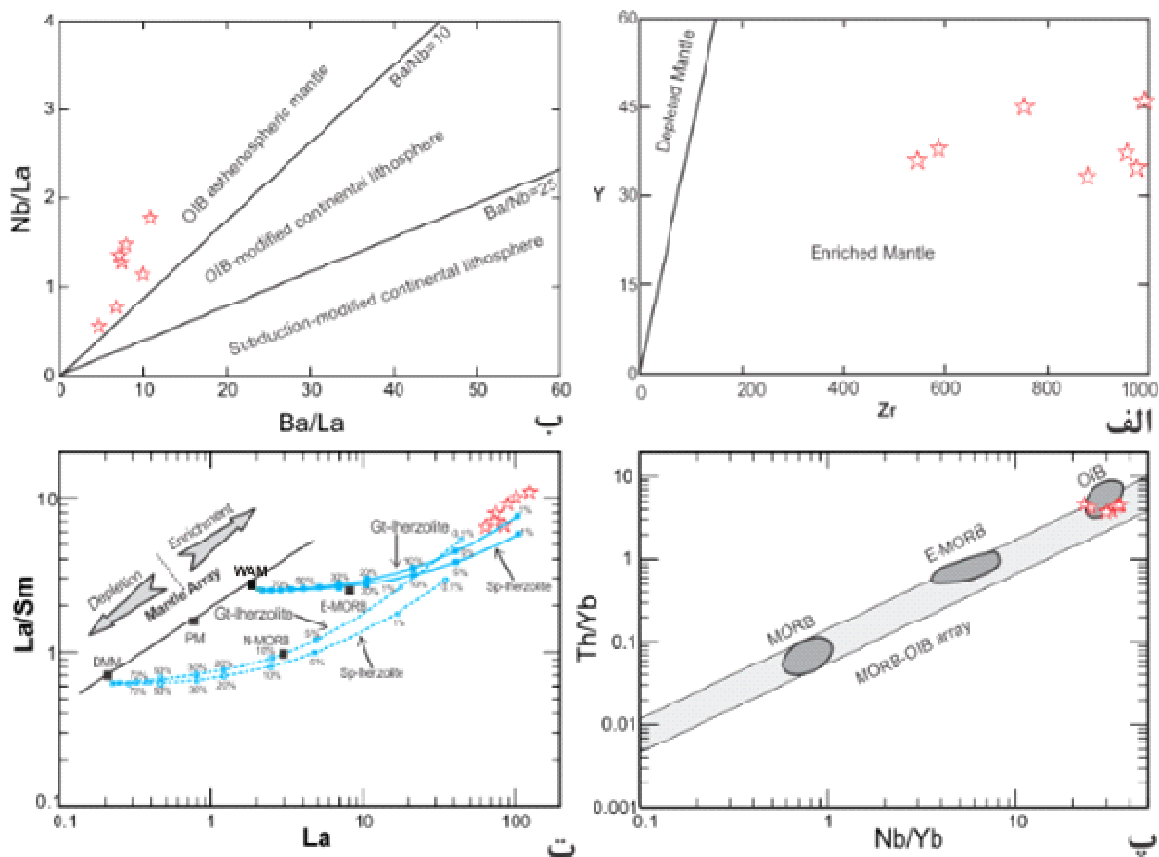 4
3
2
1
0
Nb/La
OIB asthenospheric mantle
Ba/Nb=10
OIB-modified continental lithosphere
Ba/Nb=25
Subduction-modified continental lithosphere
0 10 20 30 40 50 60
Ba/La
ب
60
45
Y
30
15
0
Depleted Mantle
Enriched Mantle
0 200 400 600 800 1000
Zr
الف
10
1
0.1
La/Sm
Enrichment
Depletion
Mantle Array
WAM
PM
DMM
Gt-lherzolite
Sp-lherzolite
E-MORB
Gt-lherzolite
N-MORB
Sp-lherzolite
0.1 1 10 100
La
ت
10
1
0.1
0.01
0.001
Th/Yb
OIB
E-MORB
MORB
MORB-OIB array
0.1 1 10
Nb/Yb
پ